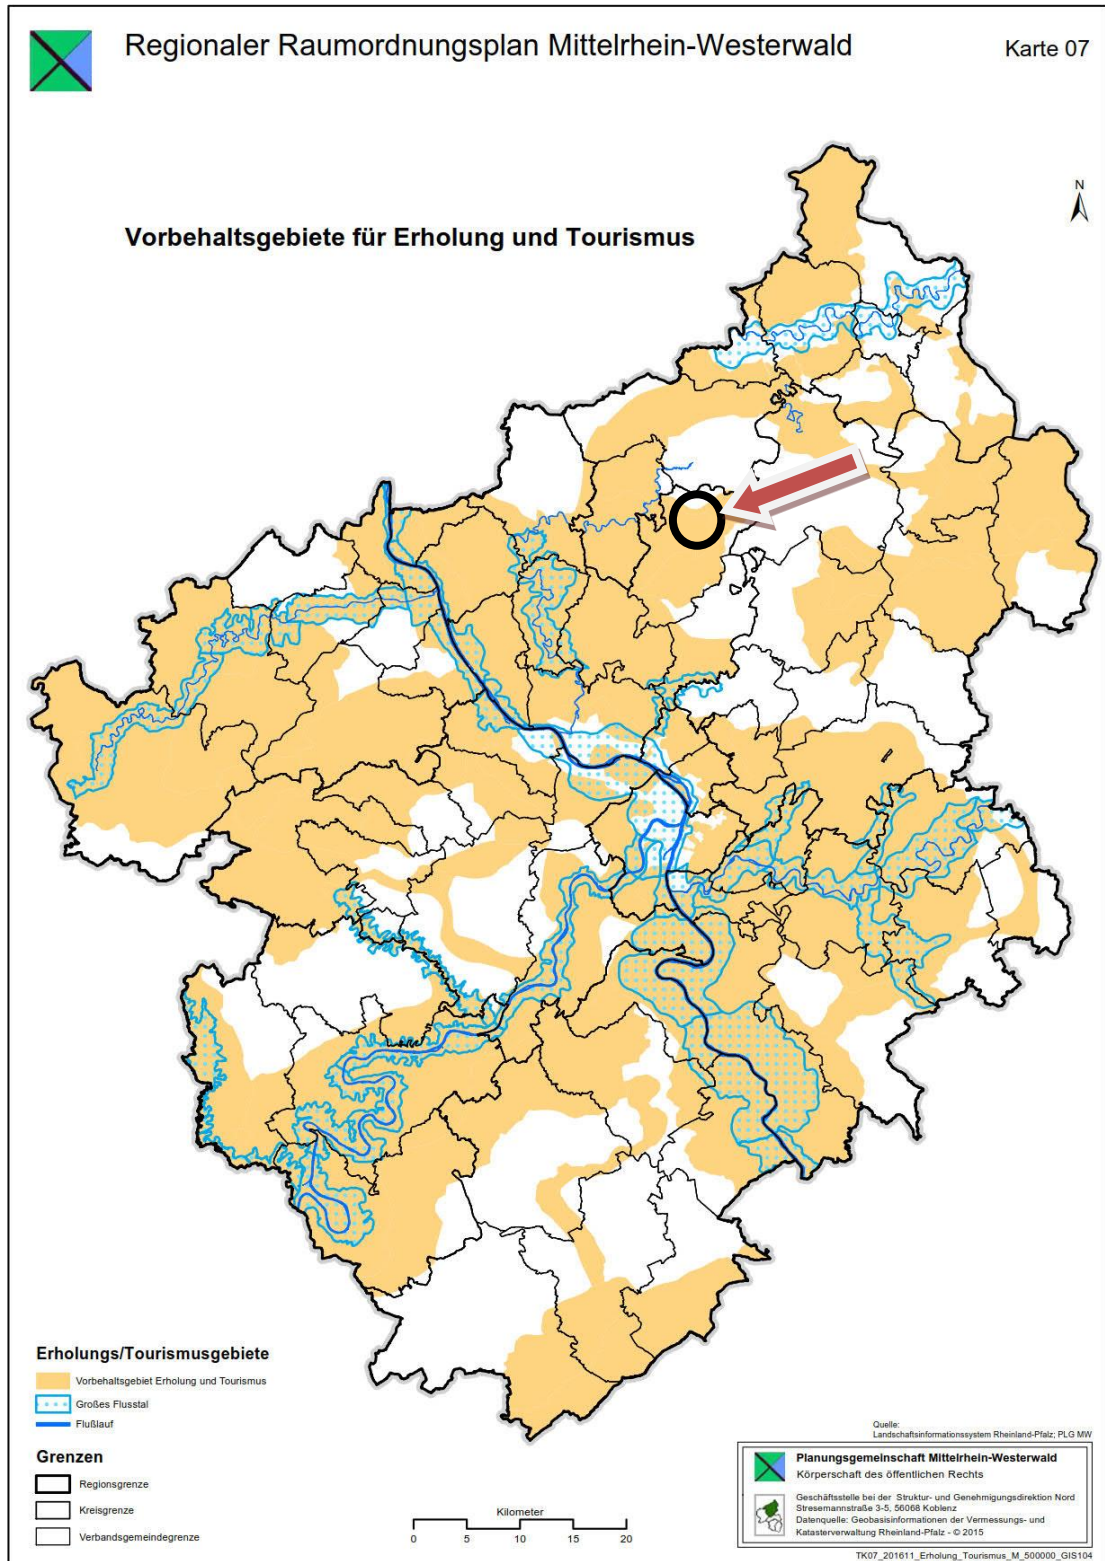 Regionaler Raumordnungsplan Mittelrhein-Westerwald
Karte 07
N
Vorbehaltsgebiete für Erholung und Tourismus
Erholungs/Tourismusgebiete
Vorbehaltsgebiet Erholung und Tourismus
Großes Flusstal
Flußlauf
Grenzen
Regionsgrenze
Kreisgrenze
Verbandsgemeindegrenze
Kilometer
0 5 10 15 20
Quelle:
Landschaftsinformationssystem Rheinland-Pfalz; PLG MW
Planungsgemeinschaft Mittelrhein-Westerwald
Körperschaft des öffentlichen Rechts
Geschäftsstelle bei der Struktur- und Genehmigungsdirektion Nord
Stresemannstraße 3-5, 56068 Koblenz
Datenquelle: Geobasisinformationen der Vermessungs- und
Katasterverwaltung Rheinland-Pfalz - © 2015
TK07_201611_Erholung_Tourismus_M_500000_GIS104